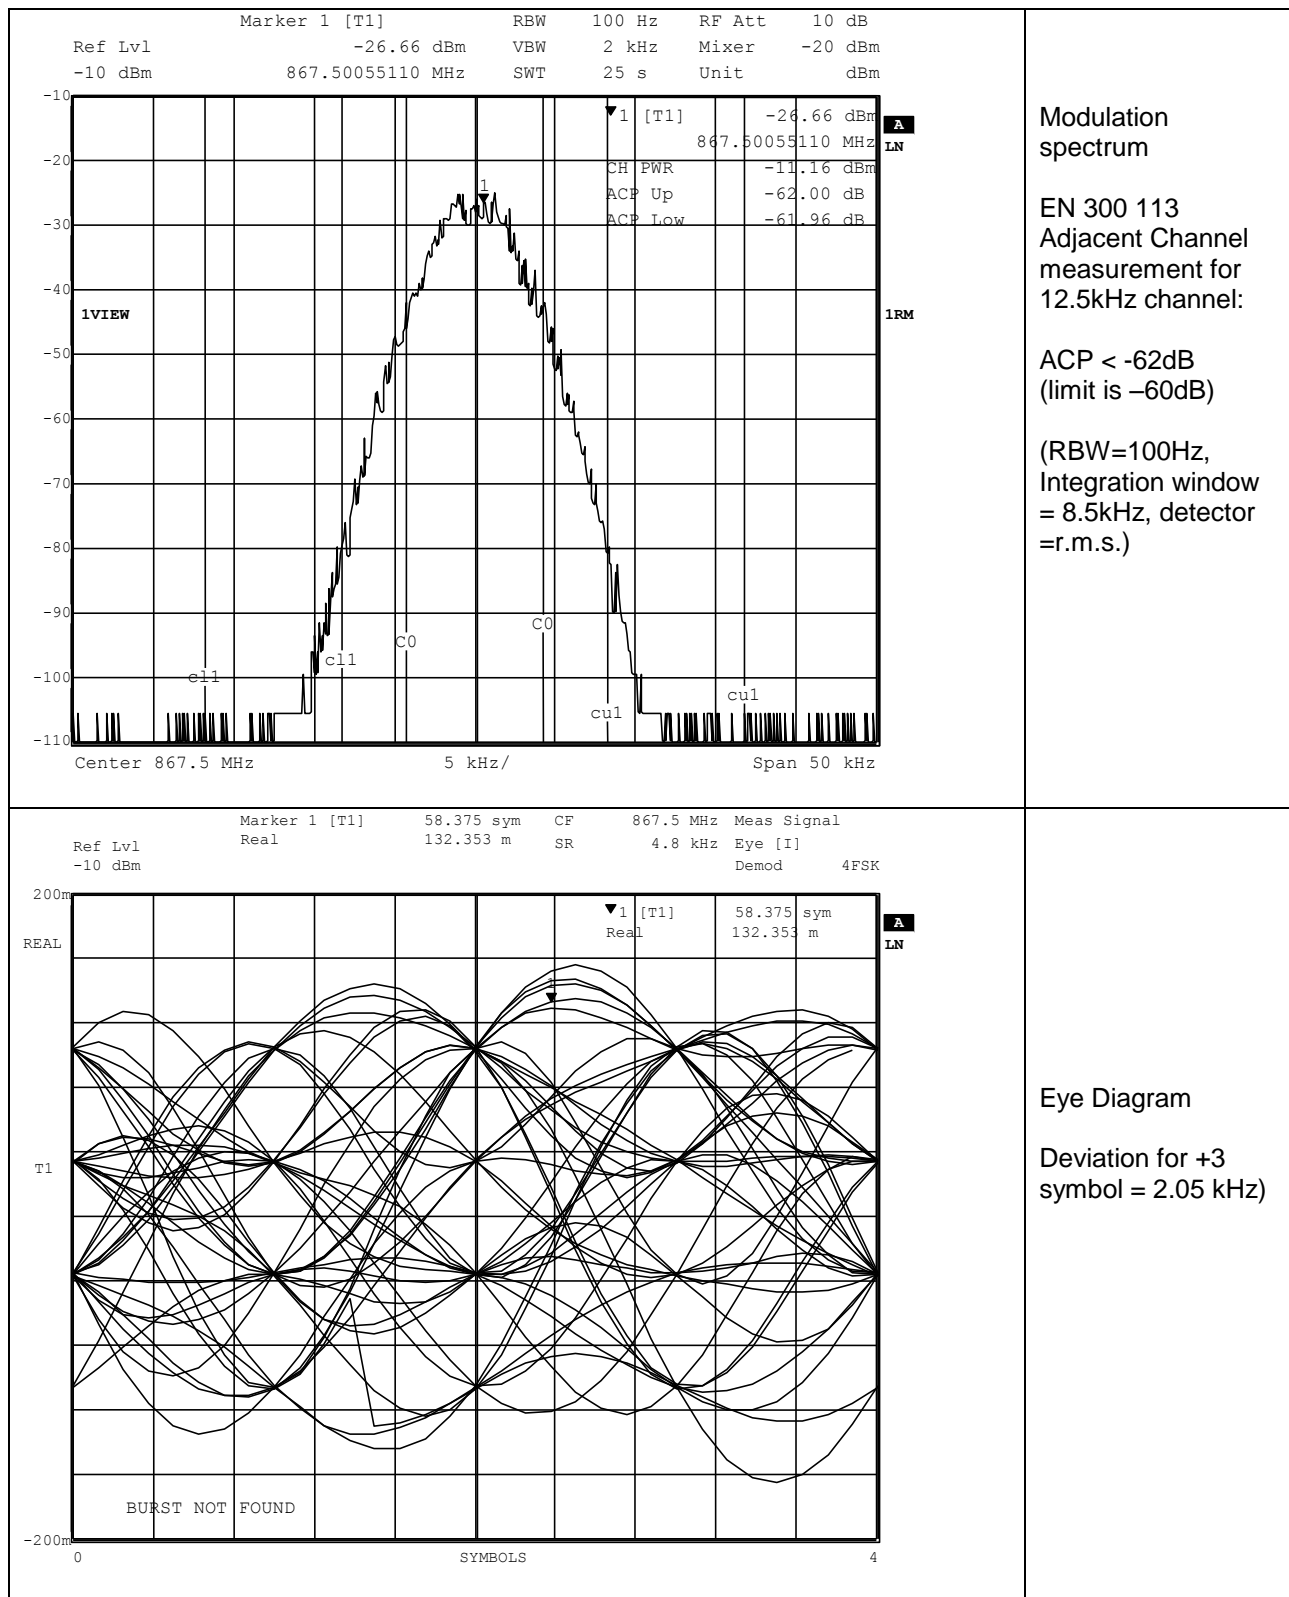 Marker 1 [T1] RBW 100 Hz RF Att 10 dB
Ref Lvl -26.66 dBm VBW 2 kHz Mixer -20 dBm
-10 dBm 867.50055110 MHz SWT 25 s Unit dBm
-10
1 [T1] -26.66 dBm
A
867.50055110 MHz
LN
-20
CH PWR -11.16 dBm
1
ACP Up -62.00 dB
ACP Low -61.96 dB
-30
-40
1VIEW
1RM
-50
-60
-70
-80
-90
C0
C0
cl1
cl1
-100
cu1
cu1
-110
Center 867.5 MHz 5 kHz/ Span 50 kHz
Modulation
spectrum
EN 300 113
Adjacent Channel
measurement for
12.5kHz channel:
ACP < -62dB
(limit is –60dB)
(RBW=100Hz,
Integration window
= 8.5kHz, detector
=r.m.s.)
Marker 1 [T1] 58.375 sym CF 867.5 MHz Meas Signal
Ref Lvl Real 132.353 m SR 4.8 kHz Eye [I]
-10 dBm Demod 4FSK
200m
1 [T1] 58.375 sym
A
Real 132.353 m
REAL
LN
1
T1
BURST NOT FOUND
-200m
0 SYMBOLS 4
Eye Diagram
Deviation for +3
symbol = 2.05 kHz)